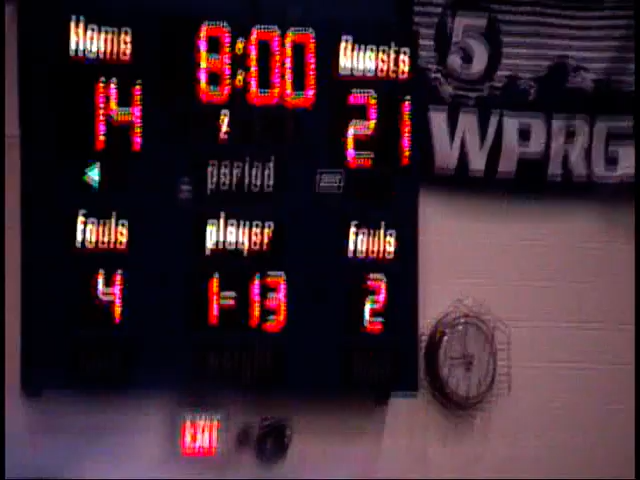 Home 8:00 Guests
14 2 21
period
fouls player fouls
4 1-13 2
EXIT
5
WPRG